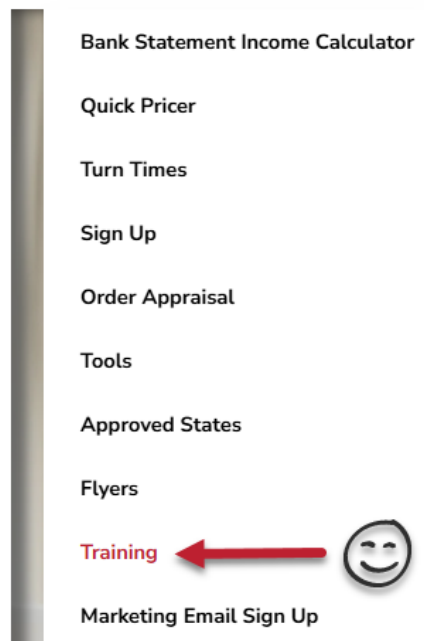 Bank Statement Income Calculator
Quick Pricer
Turn Times
Sign Up
Order Appraisal
Tools
Approved States
Flyers
Training
Marketing Email Sign Up